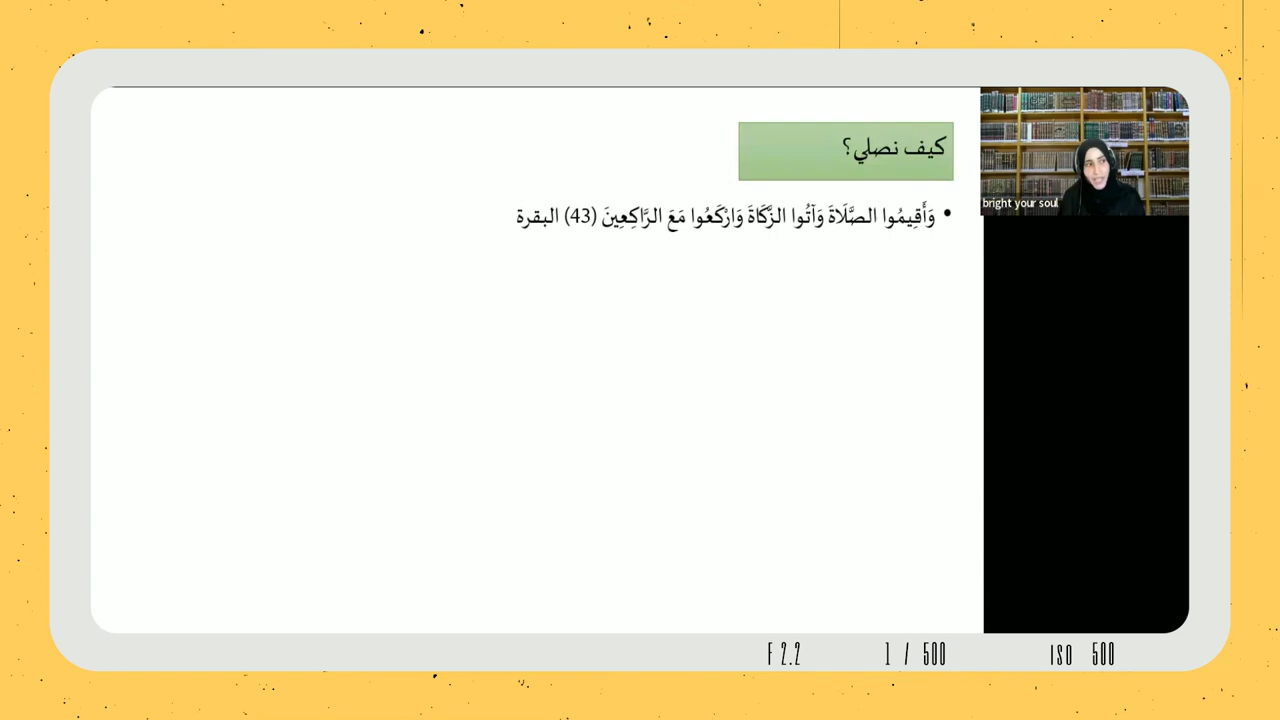 كيف نصلي؟
• وَأَقِيمُوا الصَّلَاةَ وَآتُوا الزَّكَاةَ وَارْكَعُوا مَعَ الرَّاكِعِينَ (43) البقرة
bright your soul
F 2.2 1 / 500 ISO 500